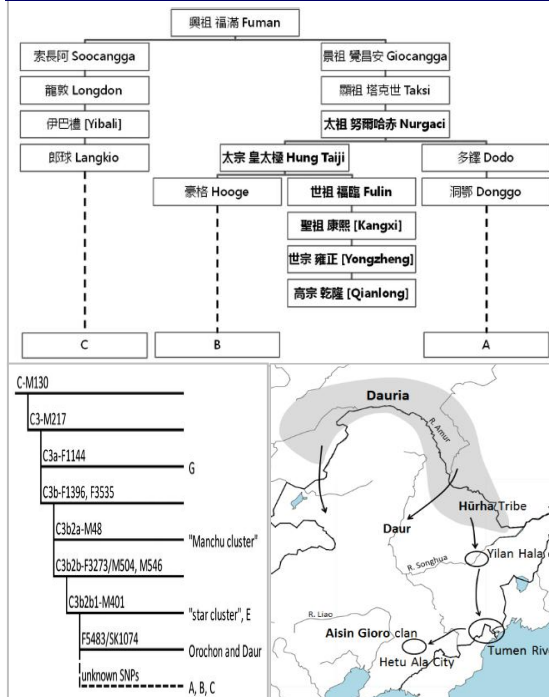 興祖 福滿 Fuman
索長阿 Soocangga
景祖 覺昌安 Giocangga
龍敦 Longdon
顯祖 塔克世 Taksi
伊巴禮 [Yibali]
太祖 努爾哈赤 Nurgaci
郎球 Langkio
太宗 皇太極 Hung Taiji
多鐸 Dodo
豪格 Hooge
世祖 福臨 Fulin
洞鄂 Donggo
聖祖 康熙 [Kangxi]
世宗 雍正 [Yongzheng]
高宗 乾隆 [Qianlong]
C
B
A
C-M130
C3-M217
C3a-F1144
G
C3b-F1396, F3535
C3b2a-M48
"Manchu cluster"
C3b2b-F3273/M504, M546
C3b2b1-M401
"star cluster", E
F5483/SK1074
Orochon and Daur
unknown SNPs
A, B, C
Dauria
R. Amur
Hūrha Tribe
Daur
Yilan Hala,
R. Songhua
R. Liao
Aisin Gioro clan
Hetu Ala City
Tumen Rive